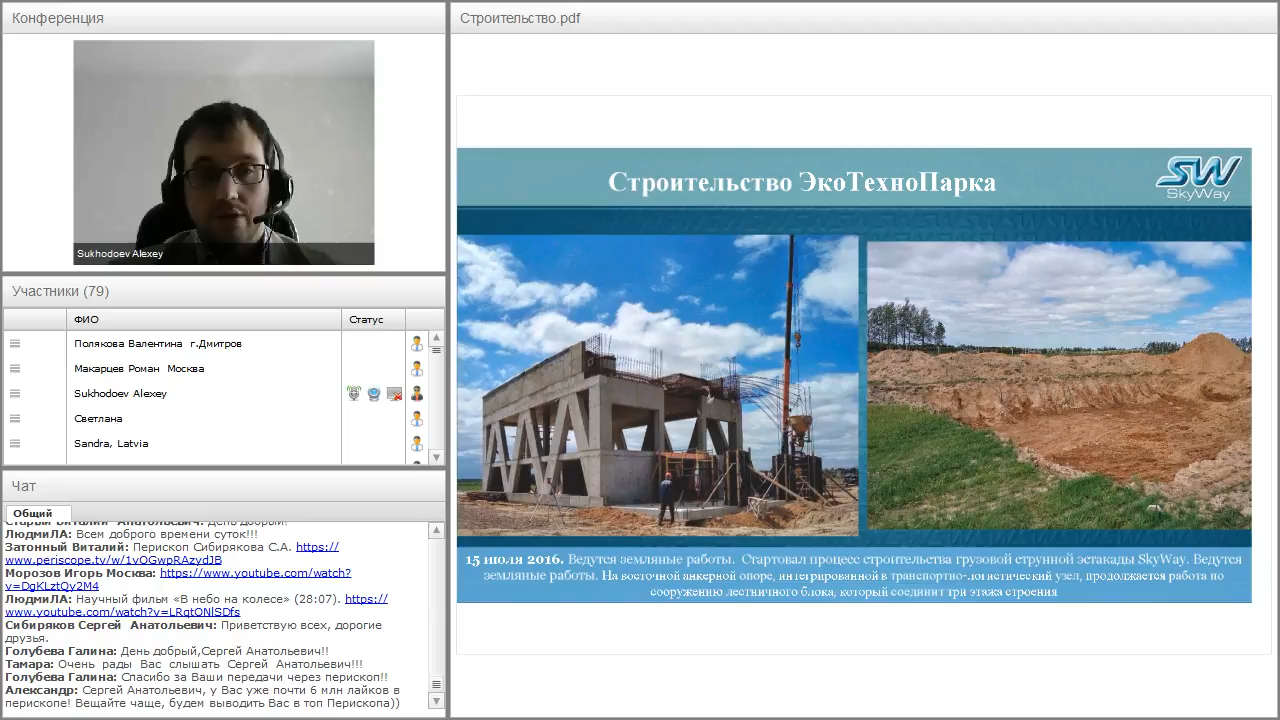 Конференция
Sukhodoev Alexey
Участники (79)
ФИО
Статус
Полякова Валентина г.Дмитров
Макарцев Роман Москва
Sukhodoev Alexey
Светлана
Sandra, Latvia
Чат
Общий
Старый Виталий Анатольевич: День добрый!
ЛюдмиЛА: Всем доброго времени суток!!!
Затонный Виталий: Перископ Сибирякова С.А. https://
www.periscope.tv/w/1vOGwpRAzydJB
Морозов Игорь Москва: https://www.youtube.com/watch?
v=DgKLztQy2M4
ЛюдмиЛА: Научный фильм «В небо на колесе» (28:07). https://
www.youtube.com/watch?v=LRqtONlSDfs
Сибиряков Сергей Анатольевич: Приветствую всех, дорогие
друзья.
Голубева Галина: День добрый,Сергей Анатольевич!!
Тамара: Очень рады Вас слышать Сергей Анатольевич!!!
Голубева Галина: Спасибо за Ваши передачи через перископ!!
Александр: Сергей Анатольевич, у Вас уже почти 6 млн лайков в
перископе! Вещайте чаще, будем выводить Вас в топ Перископа))
Строительство.pdf
Строительство ЭкоТехноПарка
SW
SkyWay
15 июля 2016. Ведутся земляные работы. Стартовал процесс строительства грузовой струнной эстакады SkyWay. Ведутся
земляные работы. На восточной анкерной опоре, интегрированной в транспортно-логистический узел, продолжается работа по
сооружению лестничного блока, который соединит три этажа строения